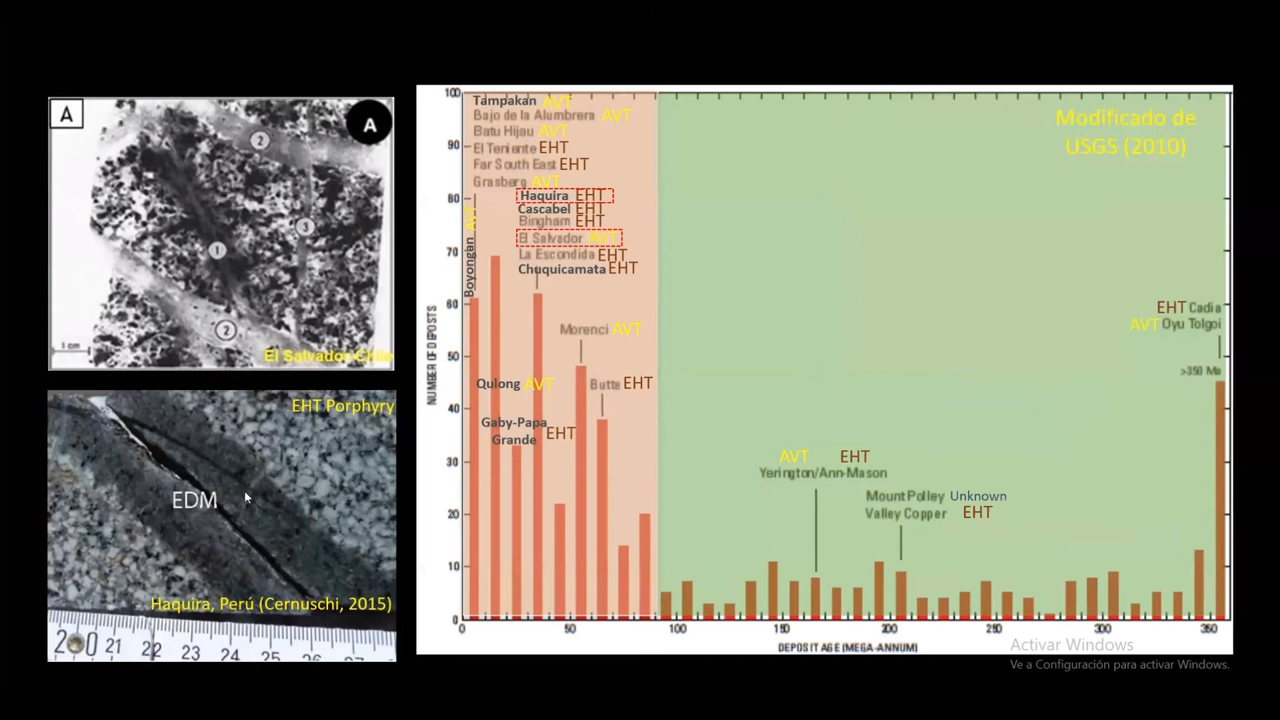 A
A
2
1
3
2
1 cm
El Salvador-Chile
EHT Porphyry
EDM
Haquira, Perú (Cernuschi, 2015)
20 21 22 23 24 25 26 27
Modificado de
USGS (2010)
Tampakan AVT
Bajo de la Alumbrera AVT
Batu Hijau AVT
El Teniente EHT
Far South East EHT
Grasberg AVT
Haquira EHT
Cascabel EHT
Bingham EHT
El Salvador AVT
La Escondida EHT
Chuquicamata EHT
Boyongan AVT
Morenci AVT
Qulong AVT
Butte EHT
Gaby-Papa
Grande EHT
AVT EHT
Yerington/Ann-Mason
Mount Polley Unknown
Valley Copper EHT
EHT Cadia
AVT Oyu Tolgoi
>350 Ma
NUMBER OF DEPOSITS
100
90
80
70
60
50
40
30
20
10
0
0 50 100 150 200 250 300 350
DEPOSIT AGE (MEGA-ANNUM)
Activar Windows
Ve a Configuración para activar Windows.